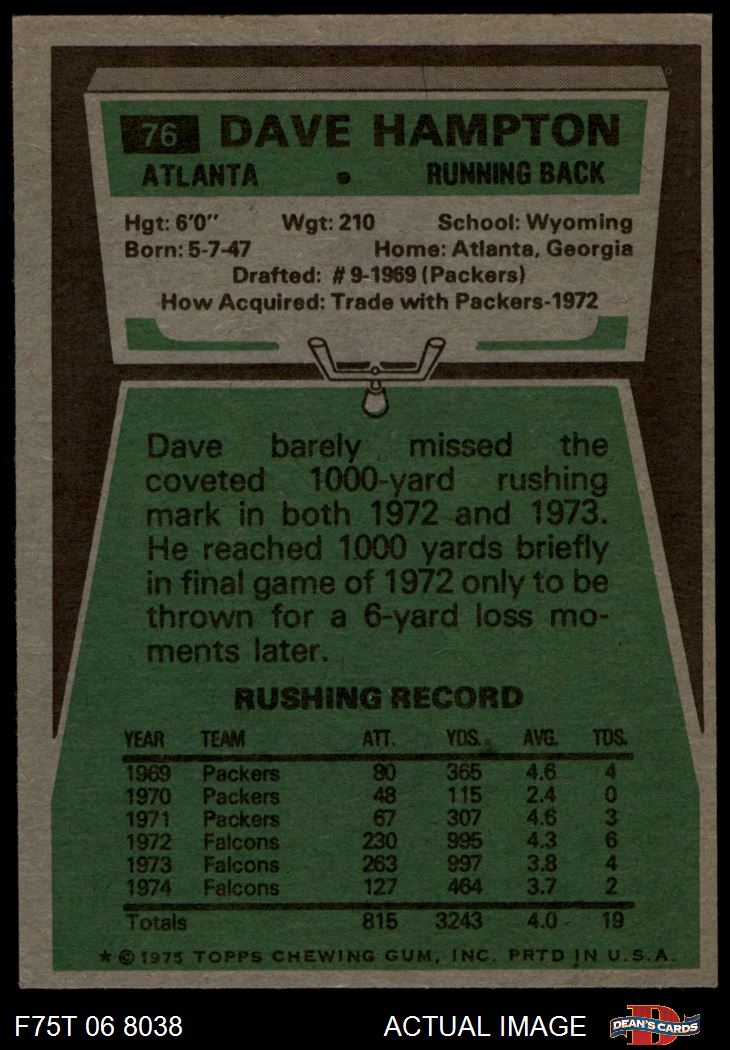 76 DAVE HAMPTON
ATLANTA • RUNNING BACK
Hgt: 6'0" Wgt: 210 School: Wyoming
Born: 5-7-47 Home: Atlanta, Georgia
Drafted: #9-1969 (Packers)
How Acquired: Trade with Packers-1972
Dave barely missed the
coveted 1000-yard rushing
mark in both 1972 and 1973.
He reached 1000 yards briefly
in final game of 1972 only to be
thrown for a 6-yard loss mo-
ments later.
RUSHING RECORD
YEAR TEAM ATT. YDS. AVG. TDS.
1969 Packers 80 365 4.6 4
1970 Packers 48 115 2.4 0
1971 Packers 67 307 4.6 3
1972 Falcons 230 995 4.3 6
1973 Falcons 263 997 3.8 4
1974 Falcons 127 464 3.7 2
Totals 815 3243 4.0 19
★ © 1975 TOPPS CHEWING GUM, INC. PRTD IN U.S.A.
F75T 06 8038 ACTUAL IMAGE D DEAN'S CARDS